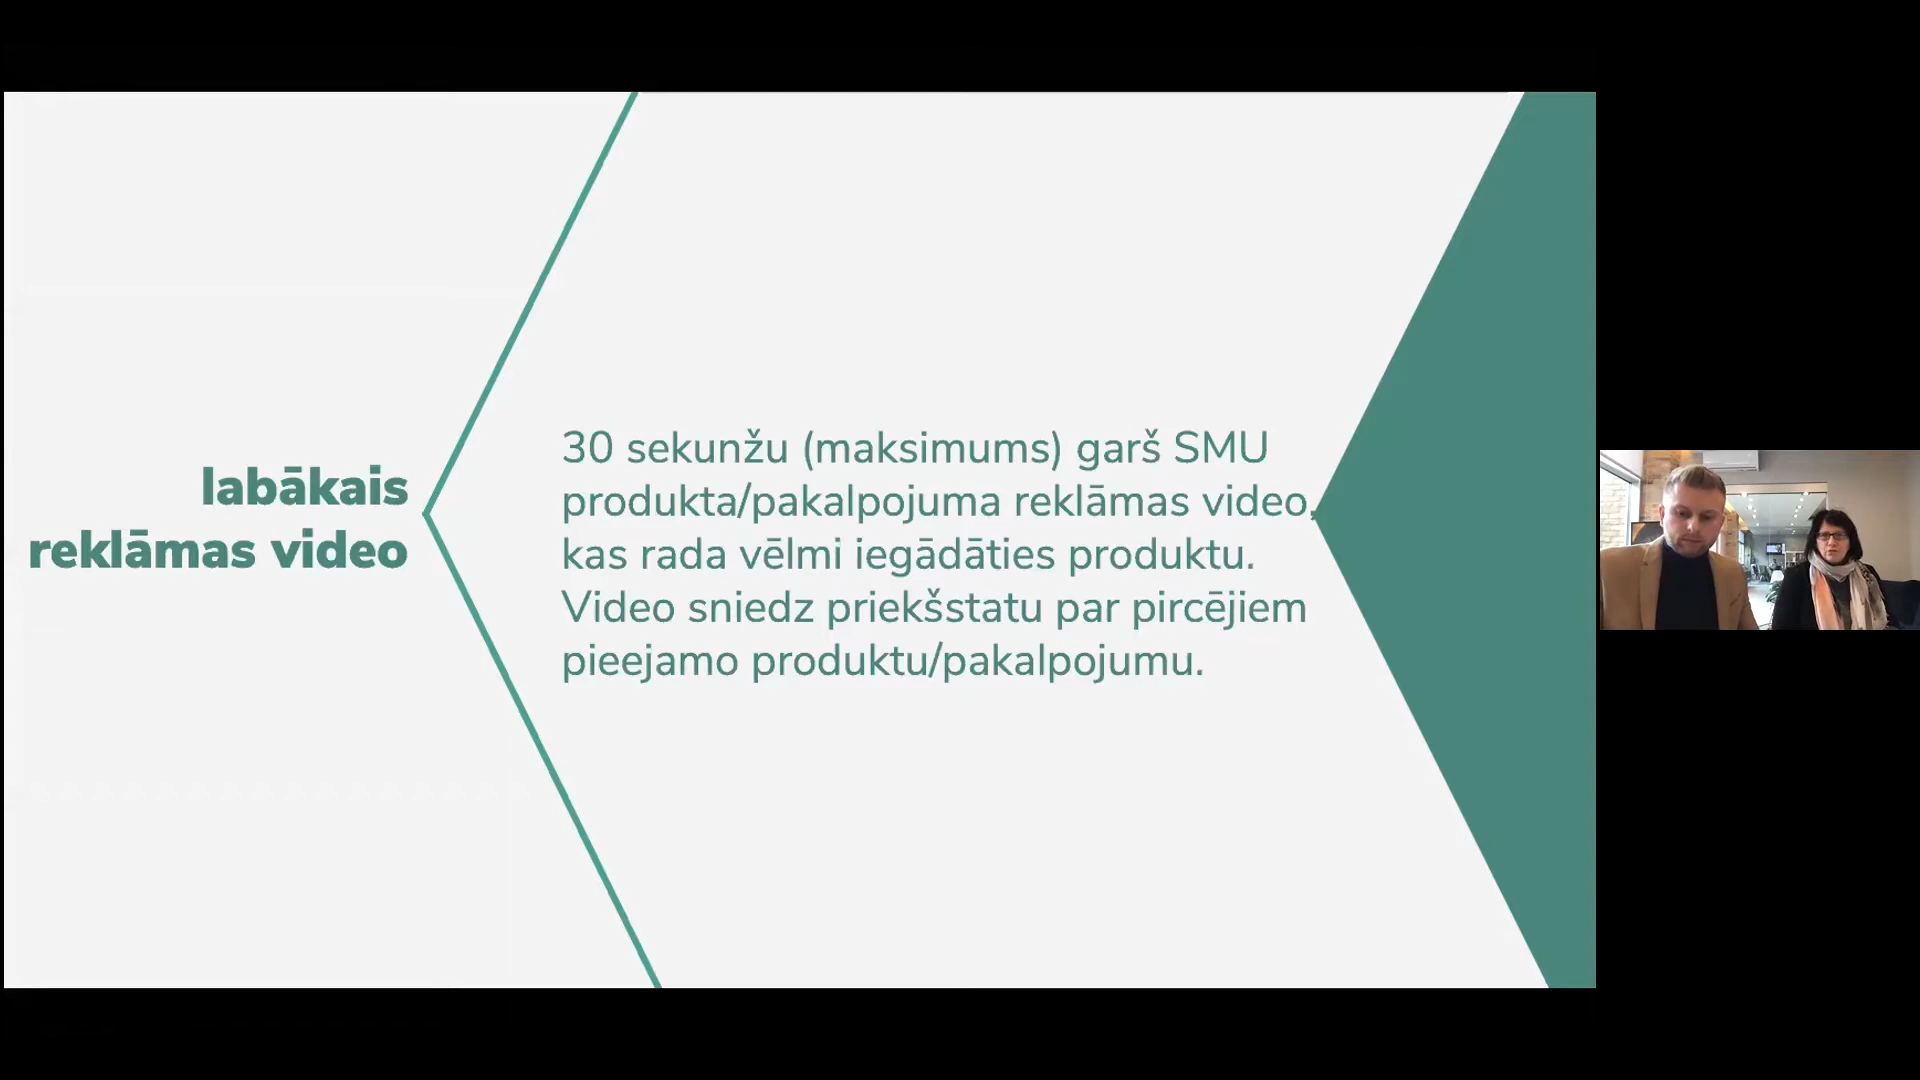 labākais
reklāmas video
30 sekunžu (maksimums) garš SMU
produkta/pakalpojuma reklāmas video,
kas rada vēlmi iegādāties produktu.
Video sniedz priekšstatu par pircējiem
pieejamo produktu/pakalpojumu.